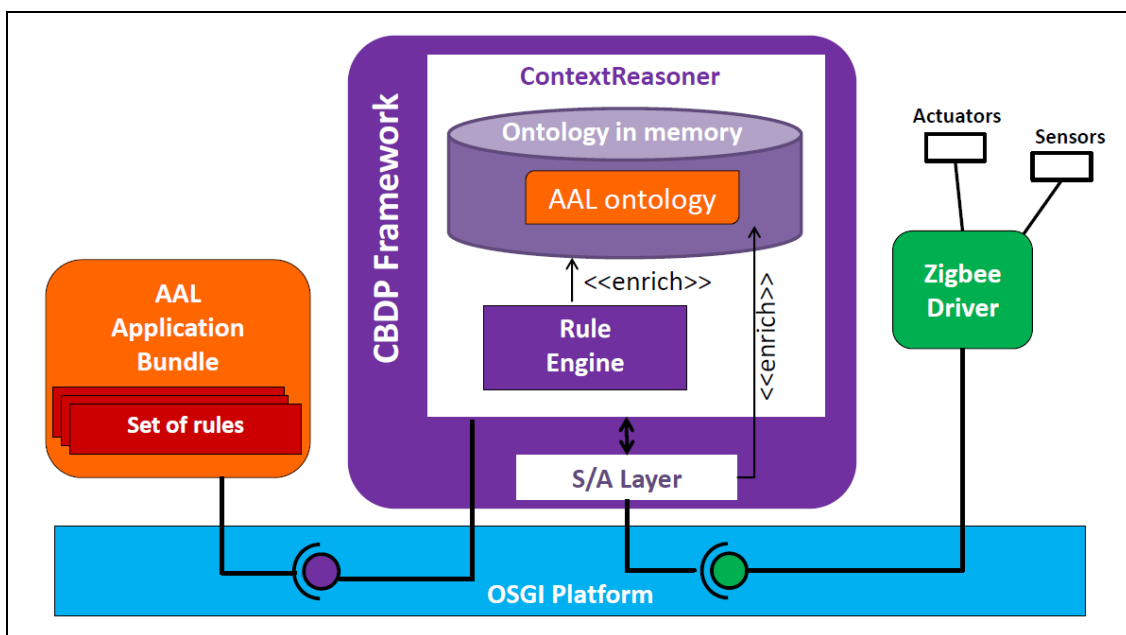 ContextReasoner
Ontology in memory
AAL ontology
<<enrich>>
Rule
Engine
<<enrich>>
CBDP Framework
S/A Layer
AAL
Application
Bundle
Set of rules
Actuators
Sensors
Zigbee
Driver
OSGI Platform